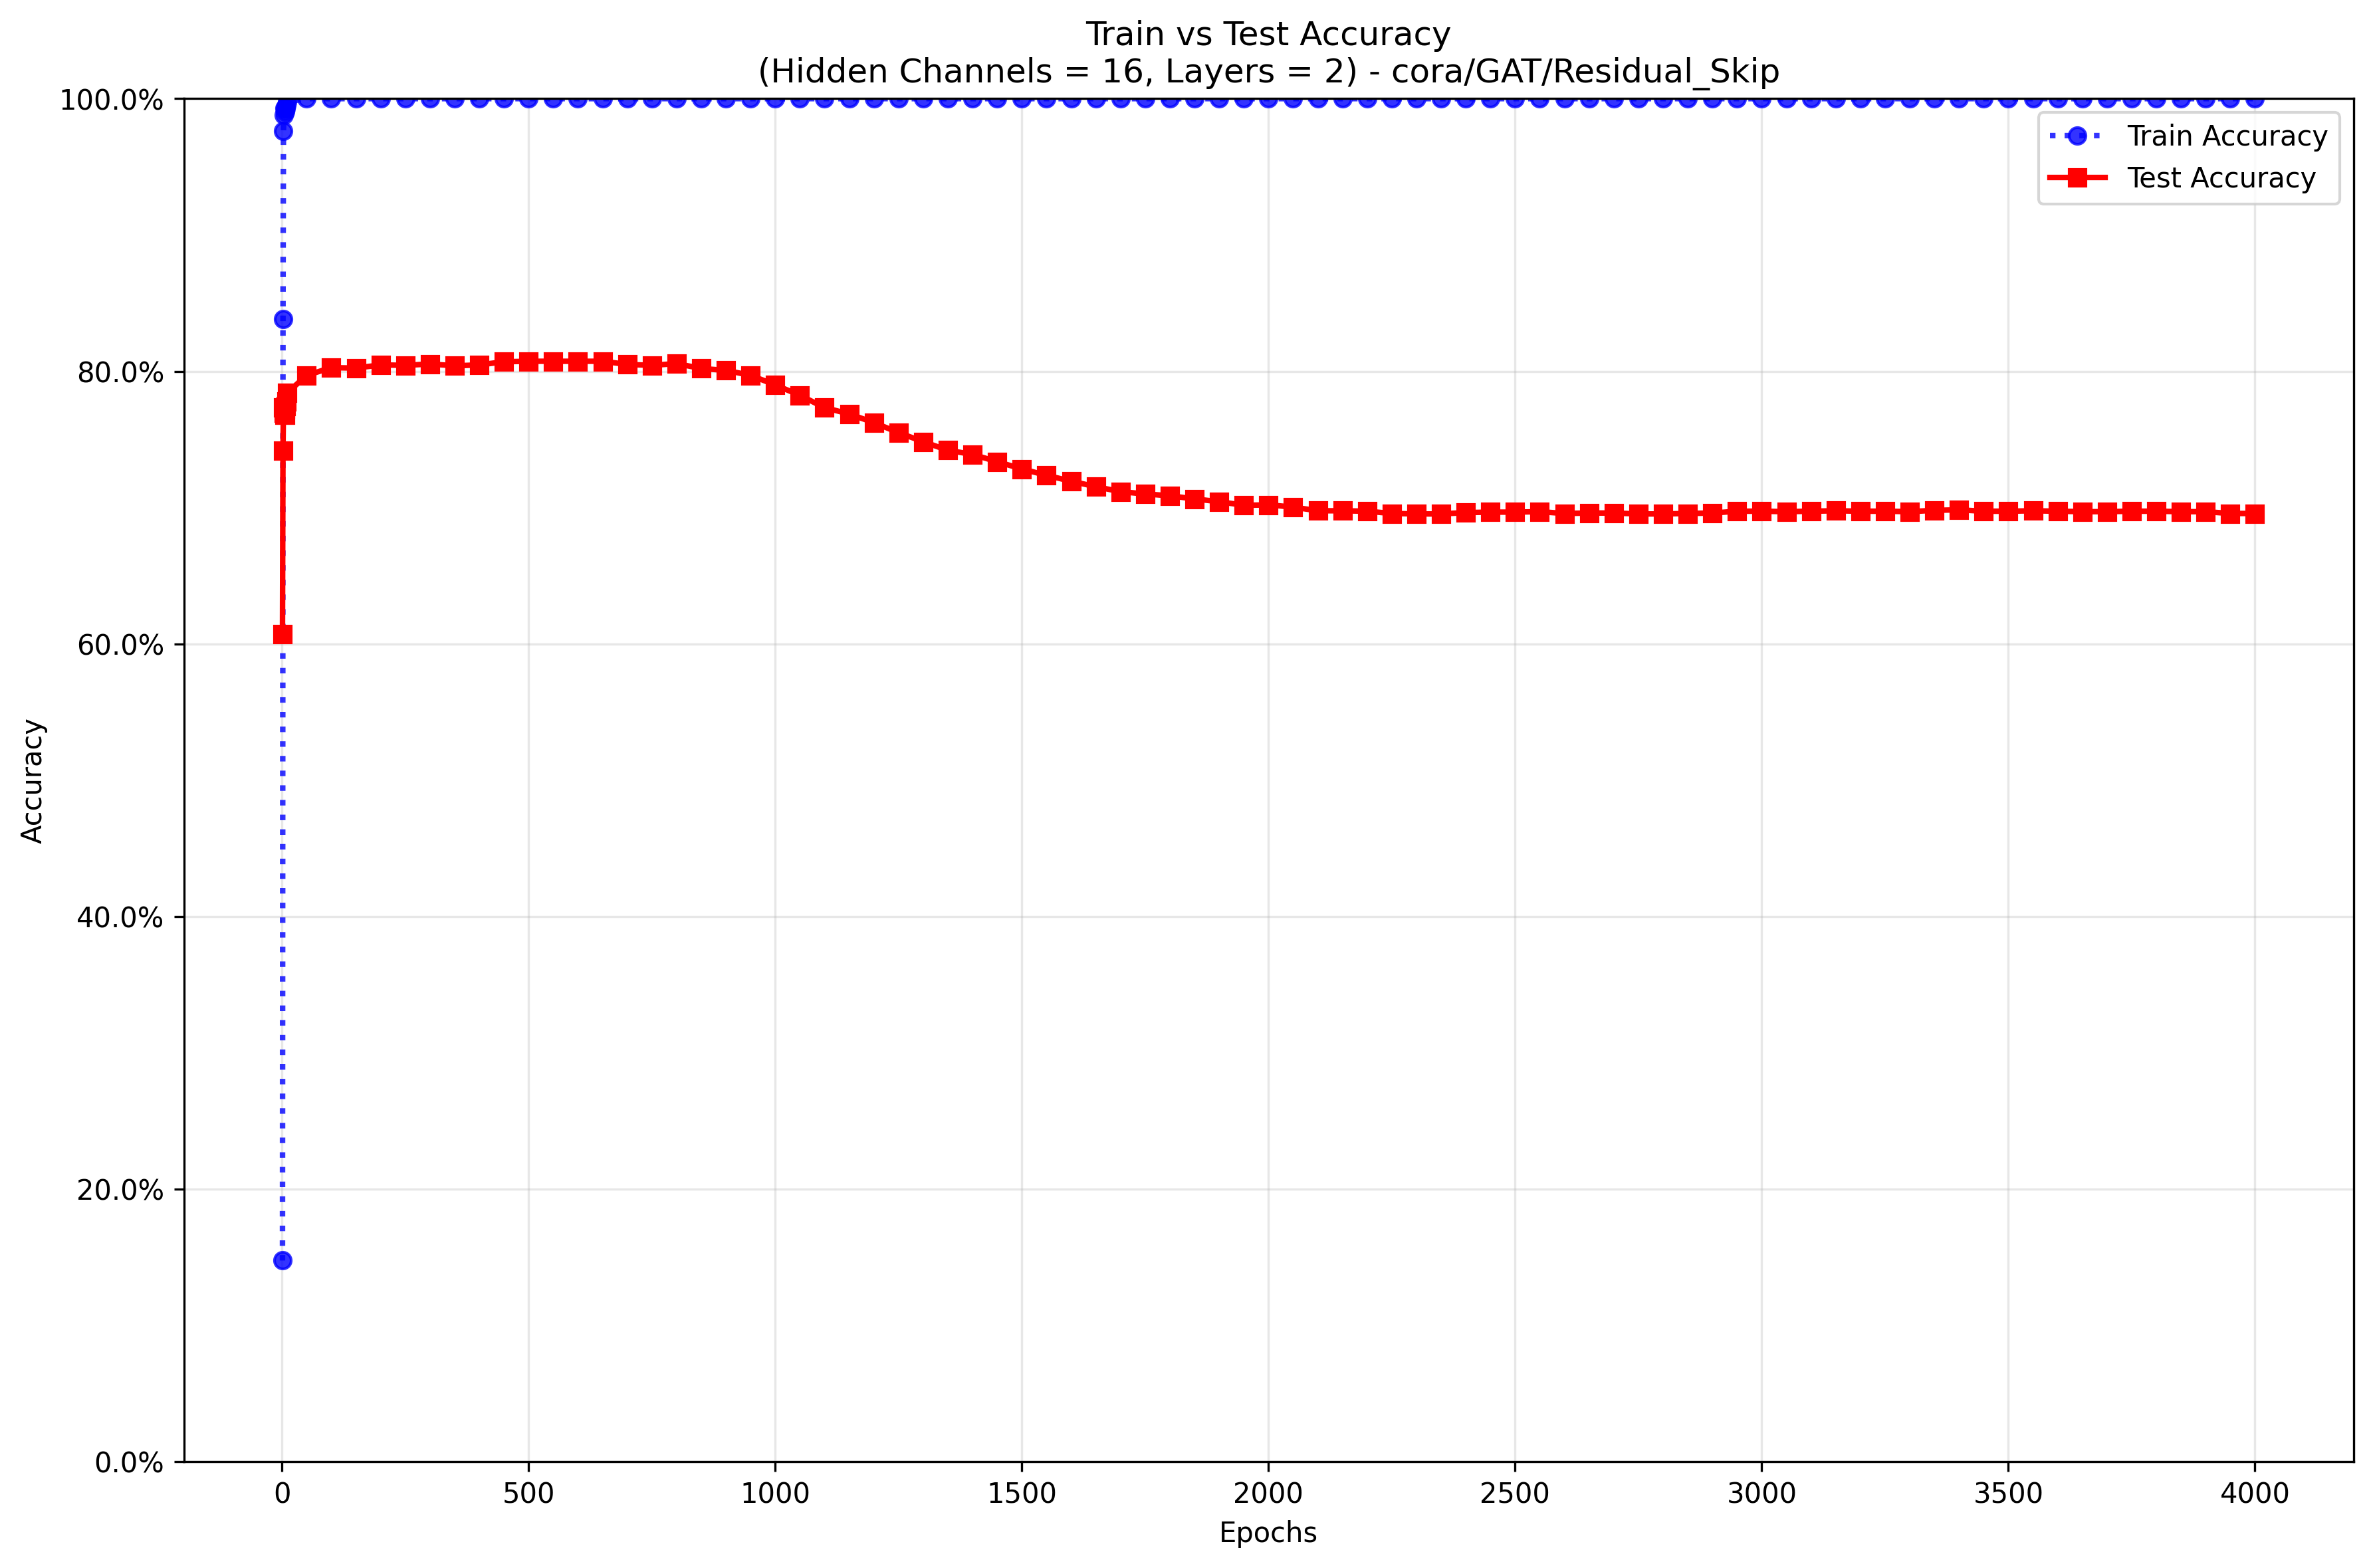 Train vs Test Accuracy
(Hidden Channels = 16, Layers = 2) - cora/GAT/Residual_Skip
100.0%
80.0%
60.0%
40.0%
20.0%
0.0%
Accuracy
Train Accuracy
Test Accuracy
0 500 1000 1500 2000 2500 3000 3500 4000
Epochs